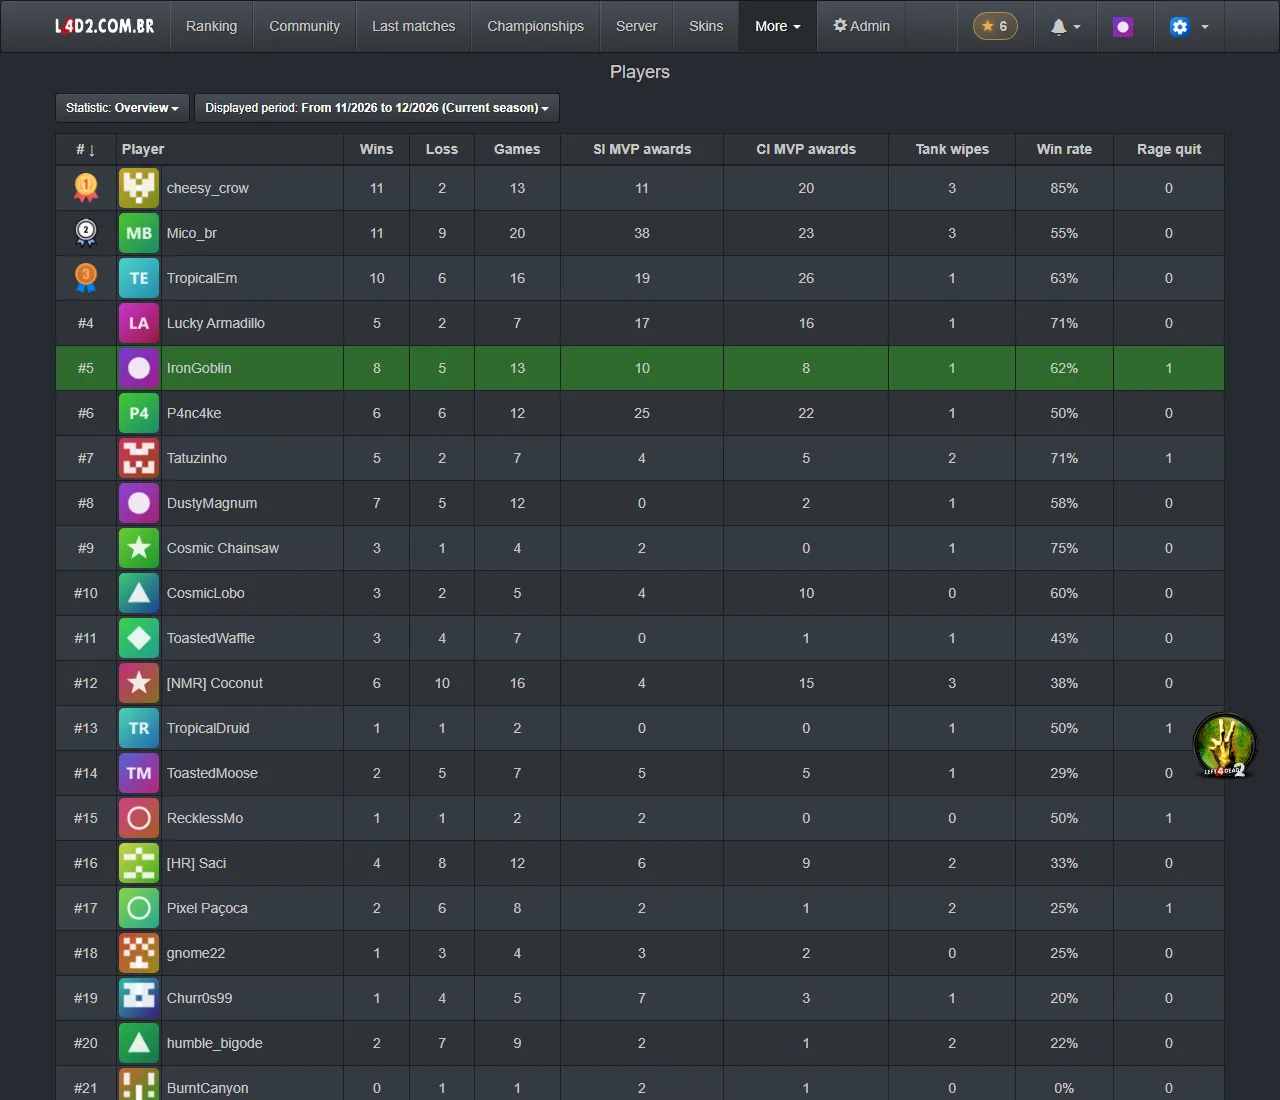 L4D2.COM.BR Ranking Community Last matches Championships Server Skins More Admin 6
Players
Statistic: Overview Displayed period: From 11/2026 to 12/2026 (Current season)
# ↓ Player Wins Loss Games SI MVP awards CI MVP awards Tank wipes Win rate Rage quit
1 cheesy_crow 11 2 13 11 20 3 85% 0
2 MB Mico_br 11 9 20 38 23 3 55% 0
3 TE TropicalEm 10 6 16 19 26 1 63% 0
#4 LA Lucky Armadillo 5 2 7 17 16 1 71% 0
#5 IronGoblin 8 5 13 10 8 1 62% 1
#6 P4 P4nc4ke 6 6 12 25 22 1 50% 0
#7 Tatuzinho 5 2 7 4 5 2 71% 1
#8 DustyMagnum 7 5 12 0 2 1 58% 0
#9 Cosmic Chainsaw 3 1 4 2 0 1 75% 0
#10 CosmicLobo 3 2 5 4 10 0 60% 0
#11 ToastedWaffle 3 4 7 0 1 1 43% 0
#12 [NMR] Coconut 6 10 16 4 15 3 38% 0
#13 TR TropicalDruid 1 1 2 0 0 1 50% 1
LEFT 4 DEAD 2
#14 TM ToastedMoose 2 5 7 5 5 1 29% 0
#15 RecklessMo 1 1 2 2 0 0 50% 1
#16 [HR] Saci 4 8 12 6 9 2 33% 0
#17 Pixel Paçoca 2 6 8 2 1 2 25% 1
#18 gnome22 1 3 4 3 2 0 25% 0
#19 Churr0s99 1 4 5 7 3 1 20% 0
#20 humble_bigode 2 7 9 2 1 2 22% 0
#21 BurntCanyon 0 1 1 2 1 0 0% 0